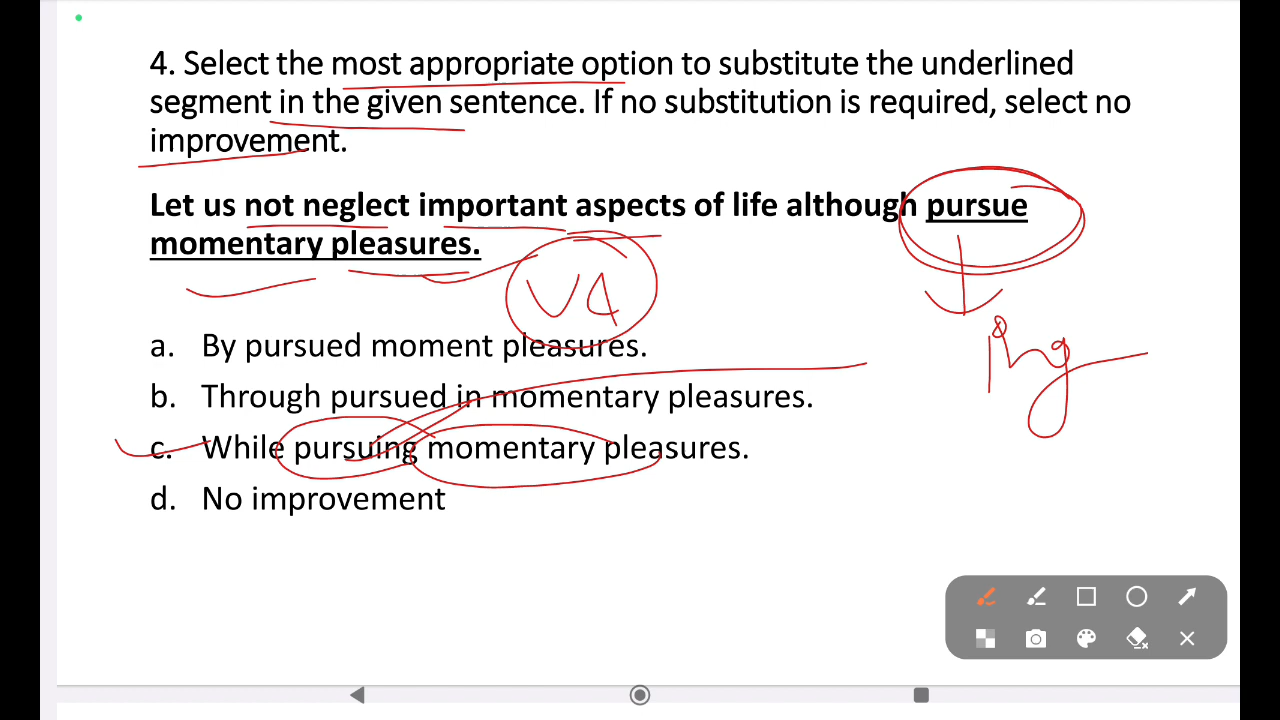 4. Select the most appropriate option to substitute the underlined
segment in the given sentence. If no substitution is required, select no
improvement.
Let us not neglect important aspects of life although pursue
momentary pleasures.
V4
ing
a. By pursued moment pleasures.
b. Through pursued in momentary pleasures.
c. While pursuing momentary pleasures.
d. No improvement